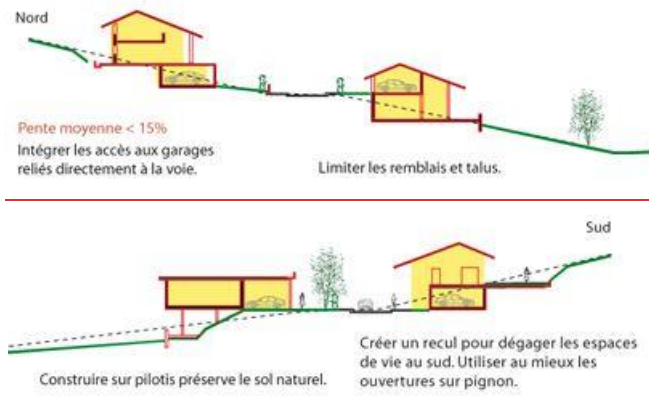 Nord
Pente moyenne < 15%
Intégrer les accès aux garages
reliés directement à la voie.
Limiter les remblais et talus.
Sud
Construire sur pilotis préserve le sol naturel.
Créer un recul pour dégager les espaces
de vie au sud. Utiliser au mieux les
ouvertures sur pignon.